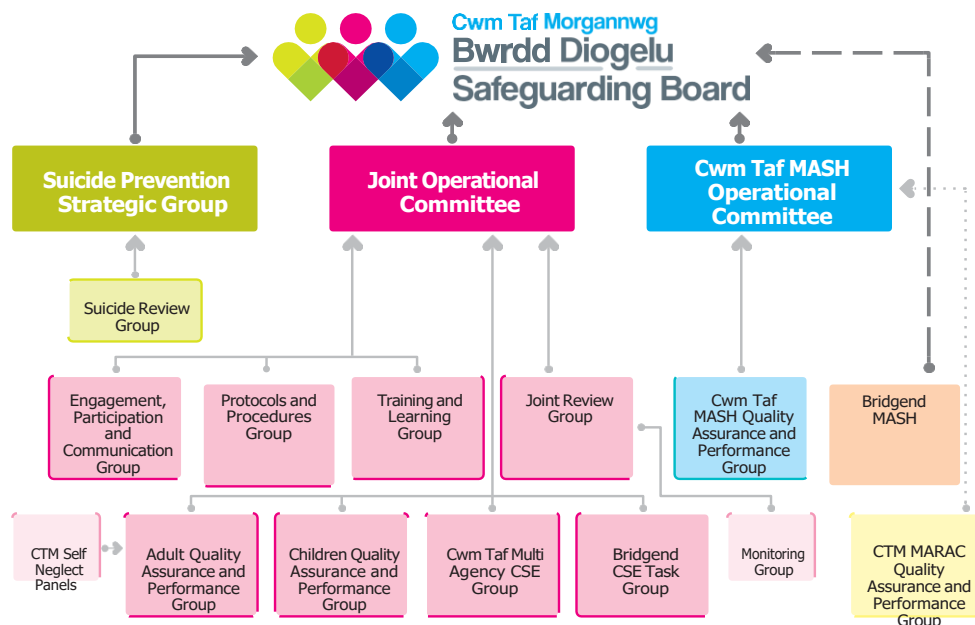 Cwm Taf Morgannwg
Bwrdd Diogelu
Safeguarding Board
Suicide Prevention
Strategic Group
Joint Operational
Committee
Cwm Taf MASH
Operational
Committee
Suicide Review
Group
Engagement,
Participation
and
Communication
Group
Protocols and
Procedures
Group
Training and
Learning
Group
Joint Review
Group
Cwm Taf
MASH Quality
Assurance and
Performance
Group
Bridgend
MASH
CTM Self
Neglect
Panels
Adult Quality
Assurance and
Performance
Group
Children Quality
Assurance and
Performance
Group
Cwm Taf Multi
Agency CSE
Group
Bridgend
CSE Task
Group
Monitoring
Group
CTM MARAC
Quality
Assurance and
Performance
Group